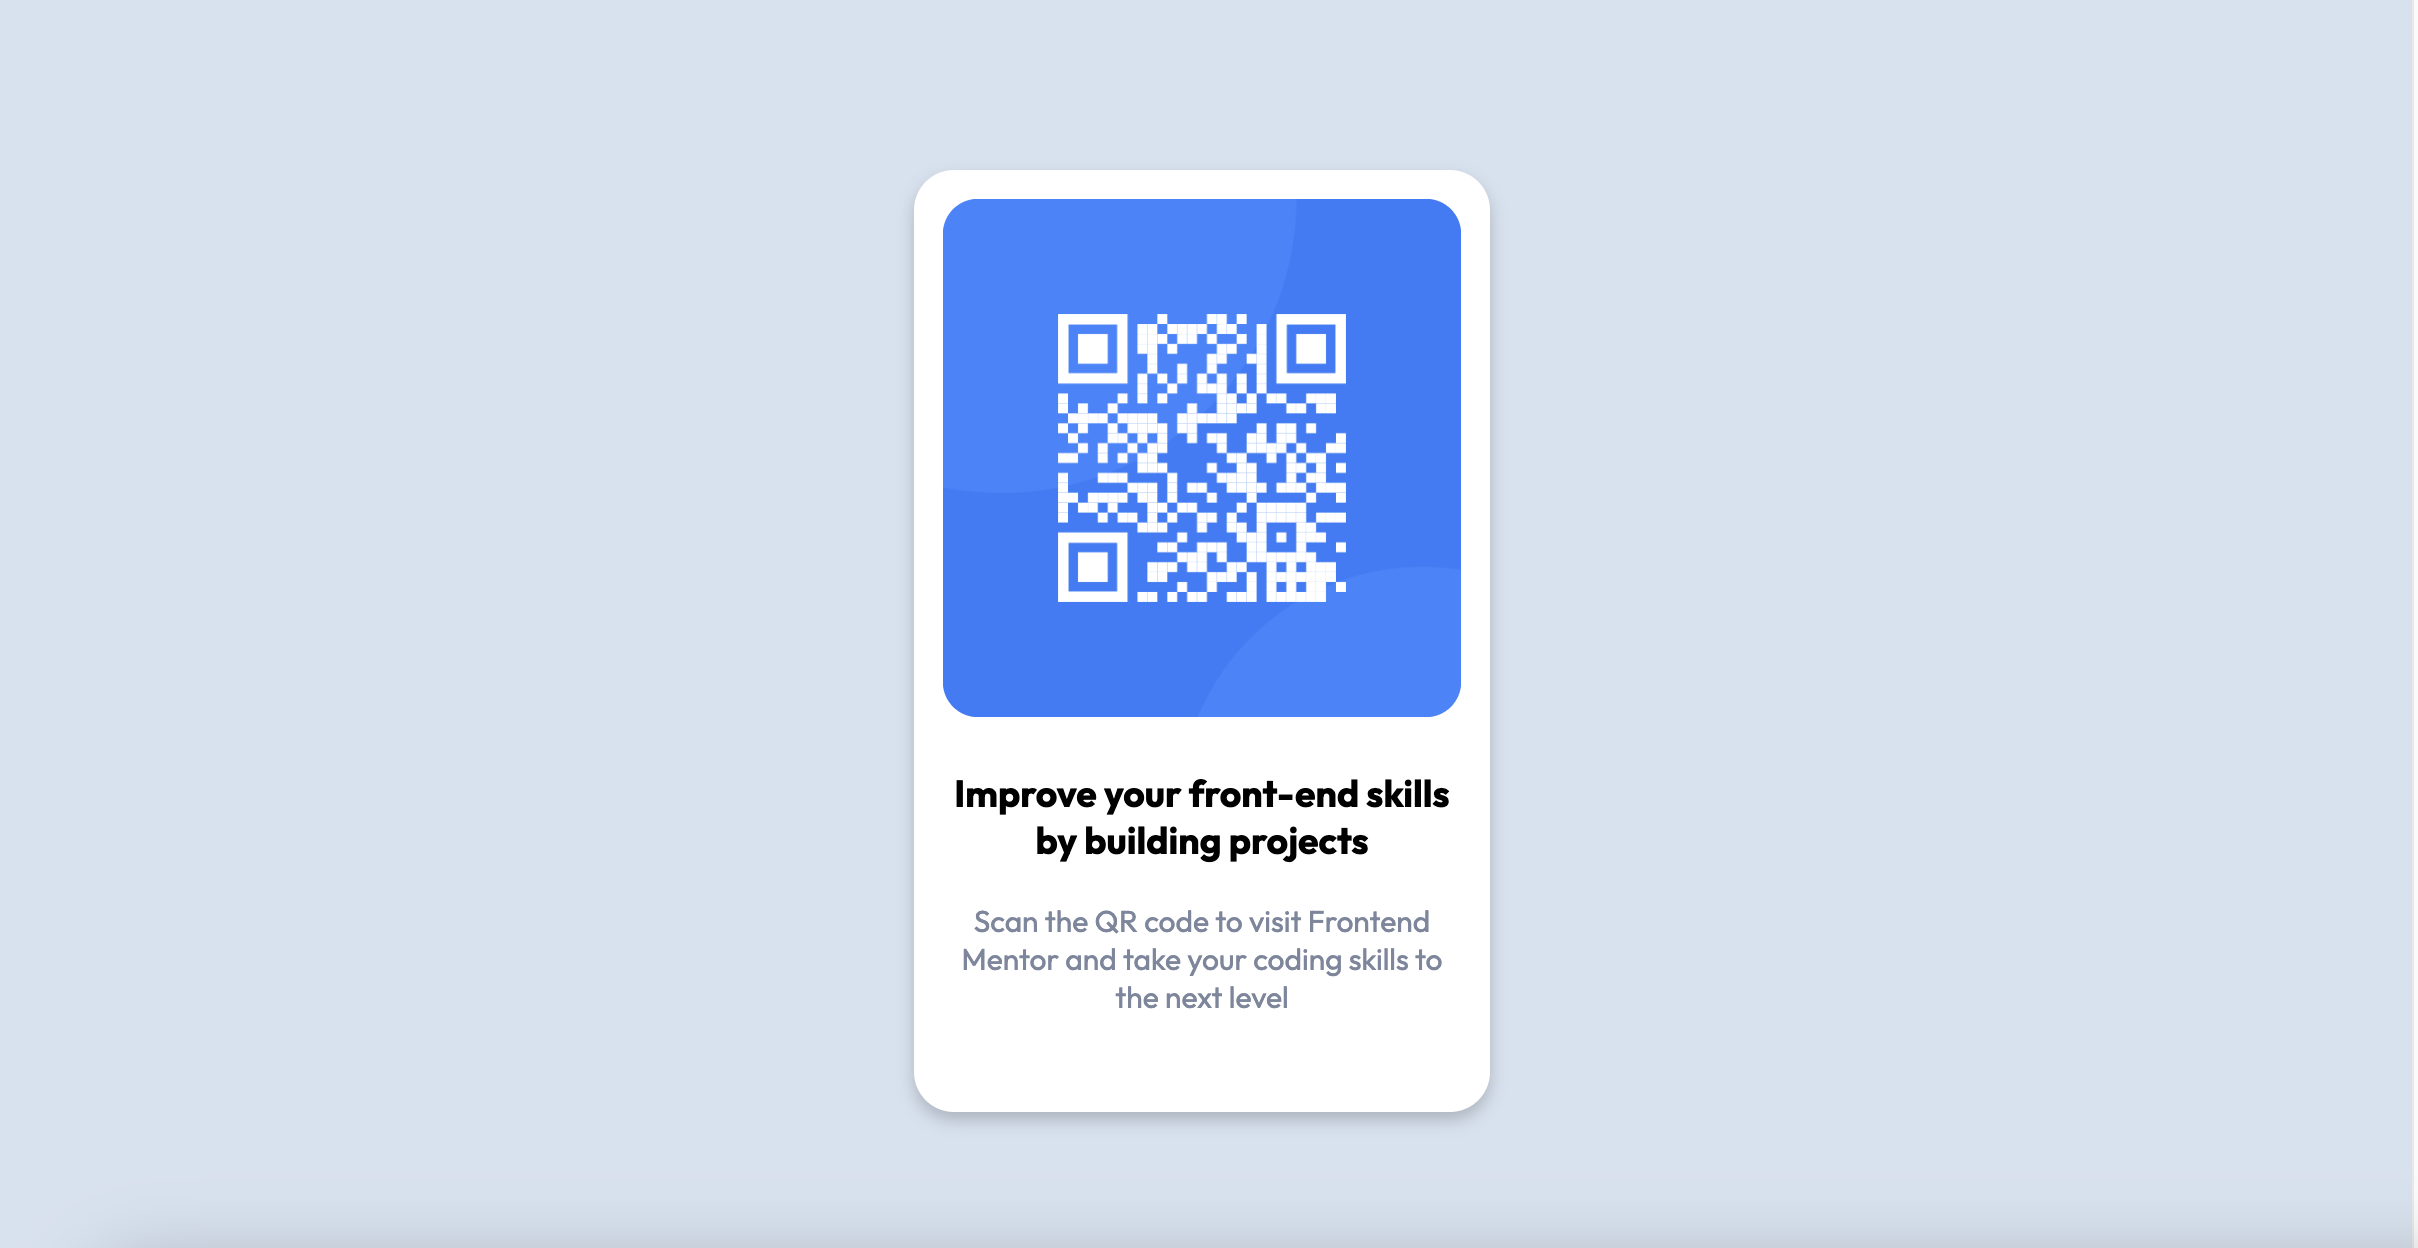 Improve your front-end skills
by building projects
Scan the QR code to visit Frontend
Mentor and take your coding skills to
the next level